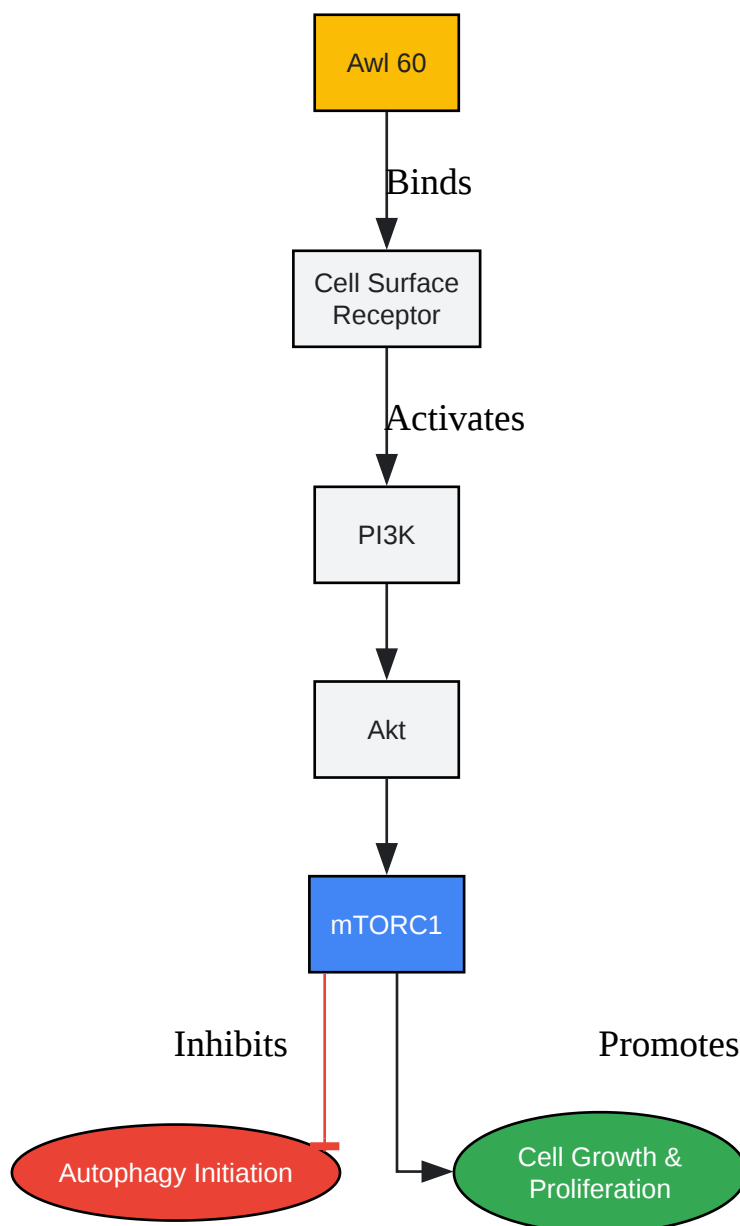 Awl 60
Binds
Cell Surface
Receptor
Activates
PI3K
Akt
mTORC1
Inhibits
Promotes
Autophagy Initiation
Cell Growth &
Proliferation